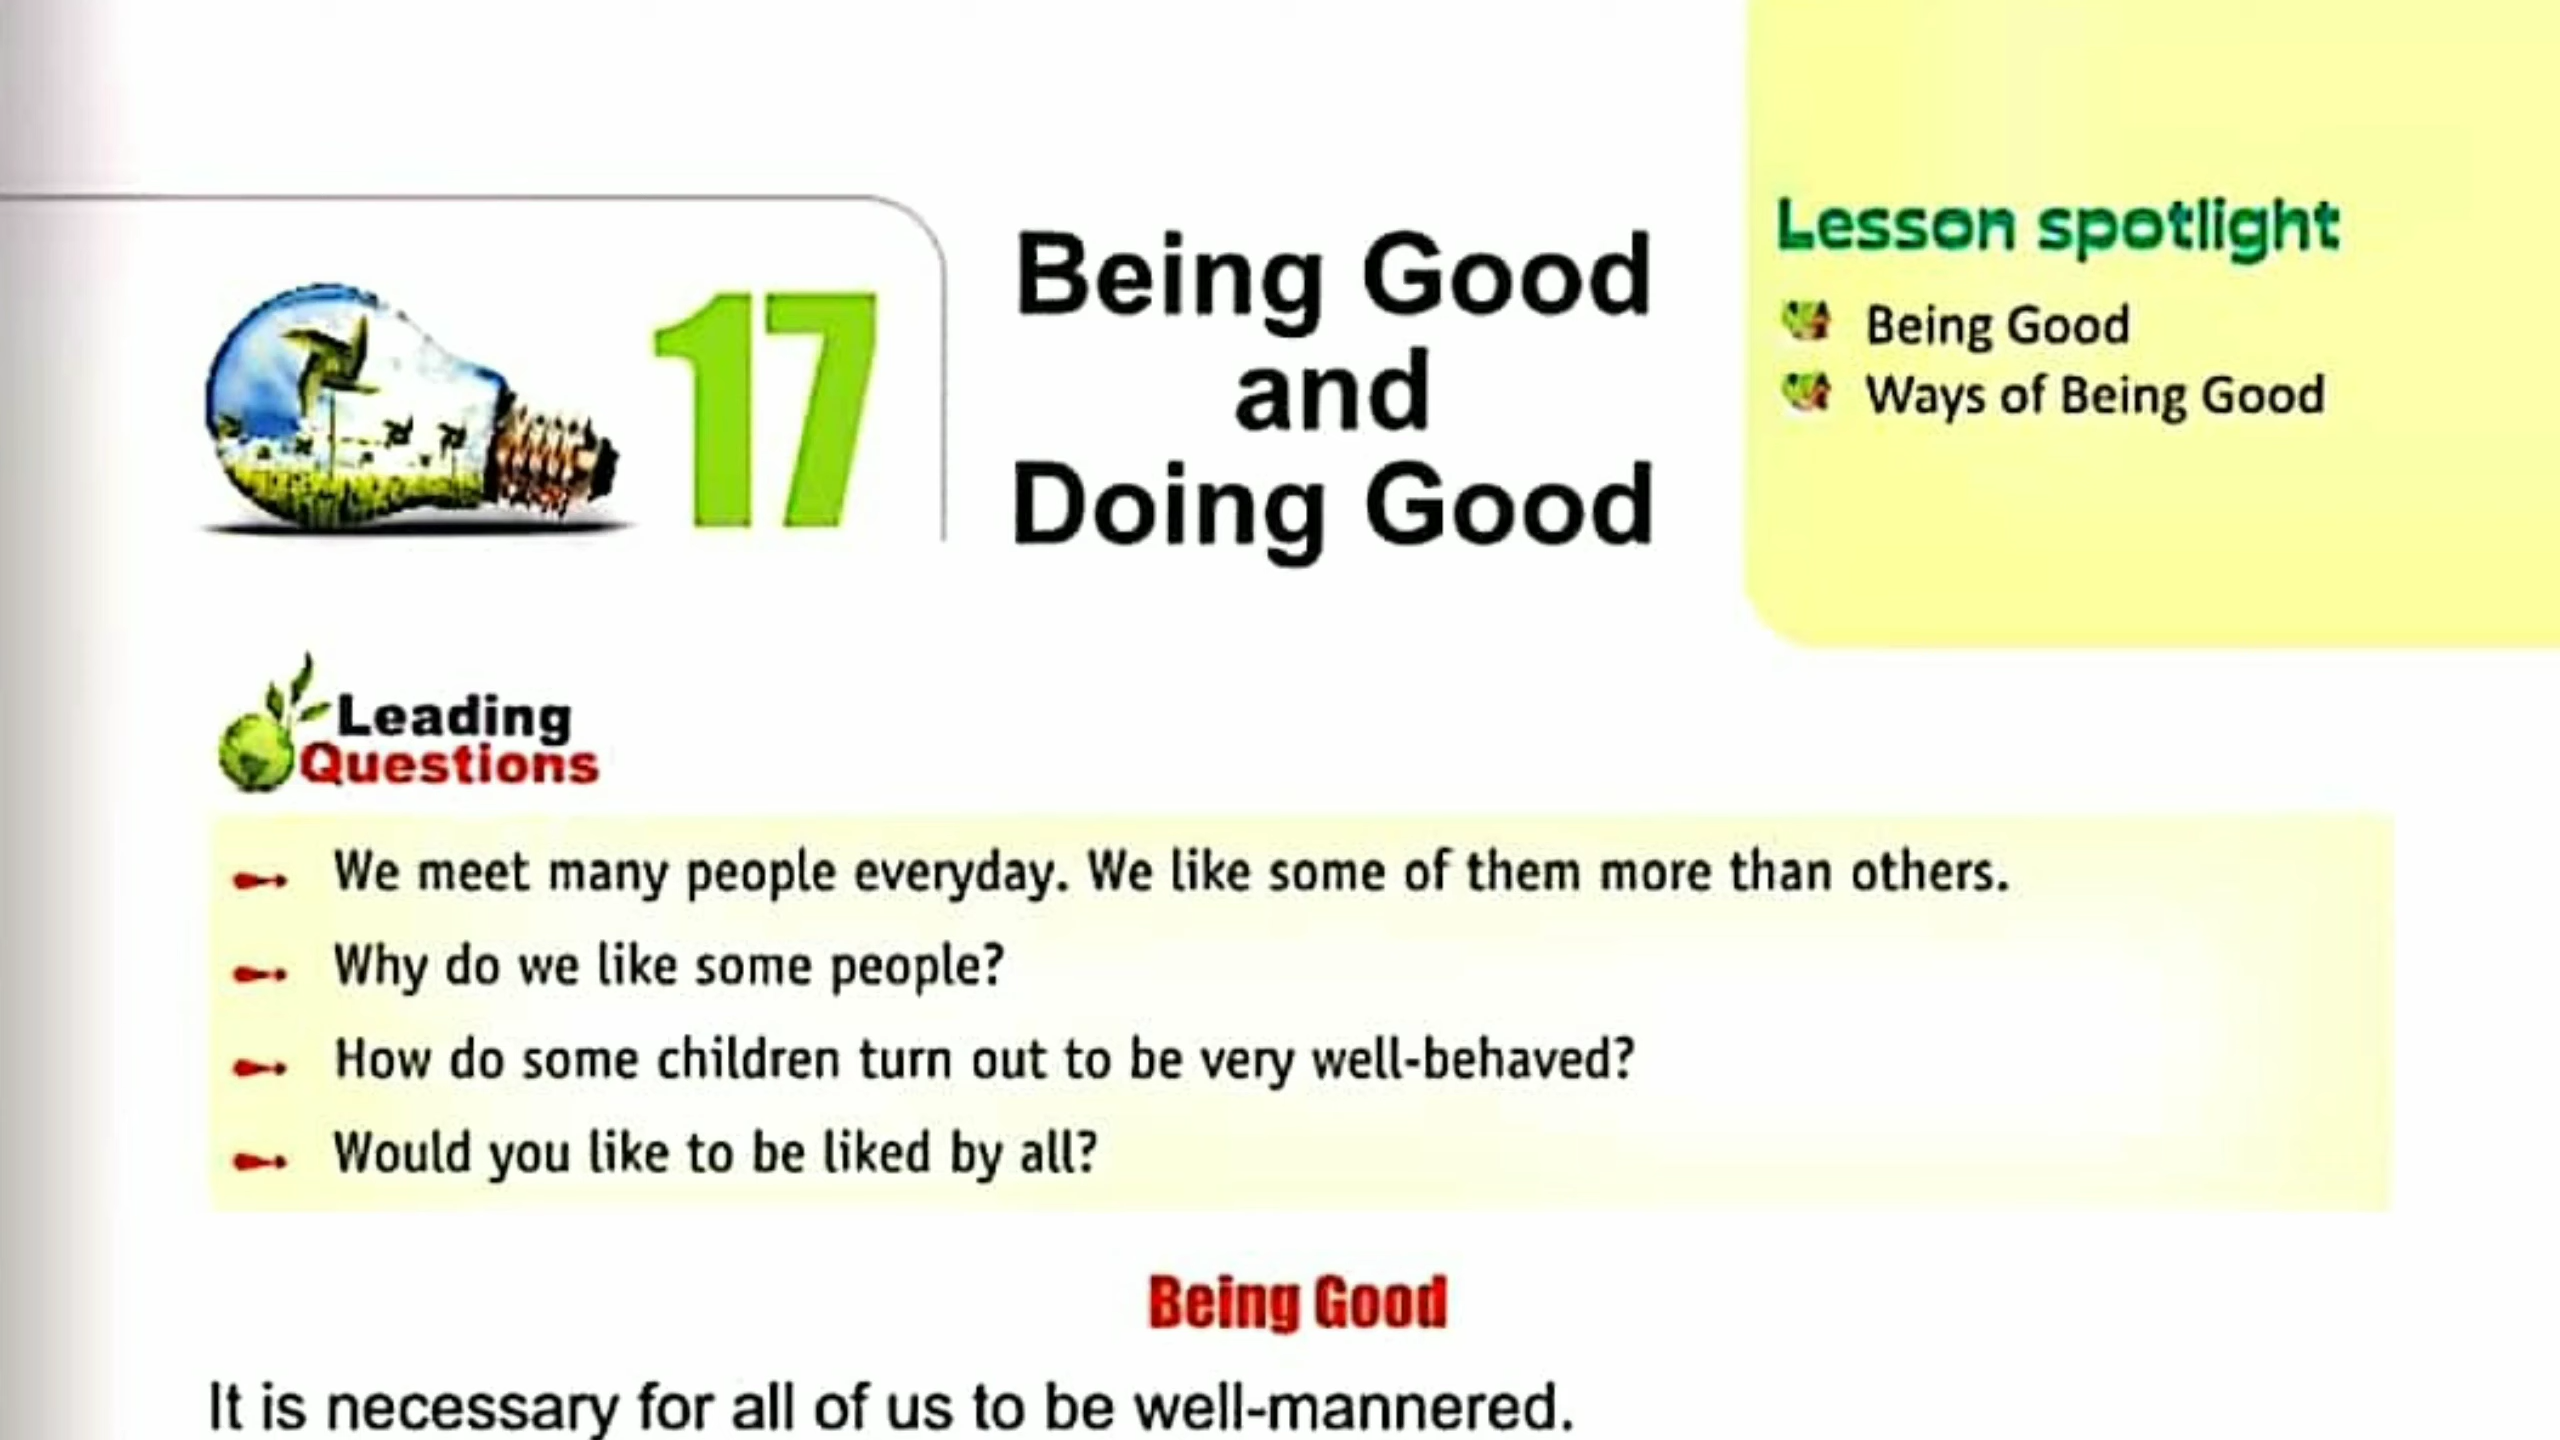 17
Being Good
and
Doing Good
Lesson spotlight
Being Good
Ways of Being Good
Leading
Questions
We meet many people everyday. We like some of them more than others.
Why do we like some people?
How do some children turn out to be very well-behaved?
Would you like to be liked by all?
Being Good
It is necessary for all of us to be well-mannered.